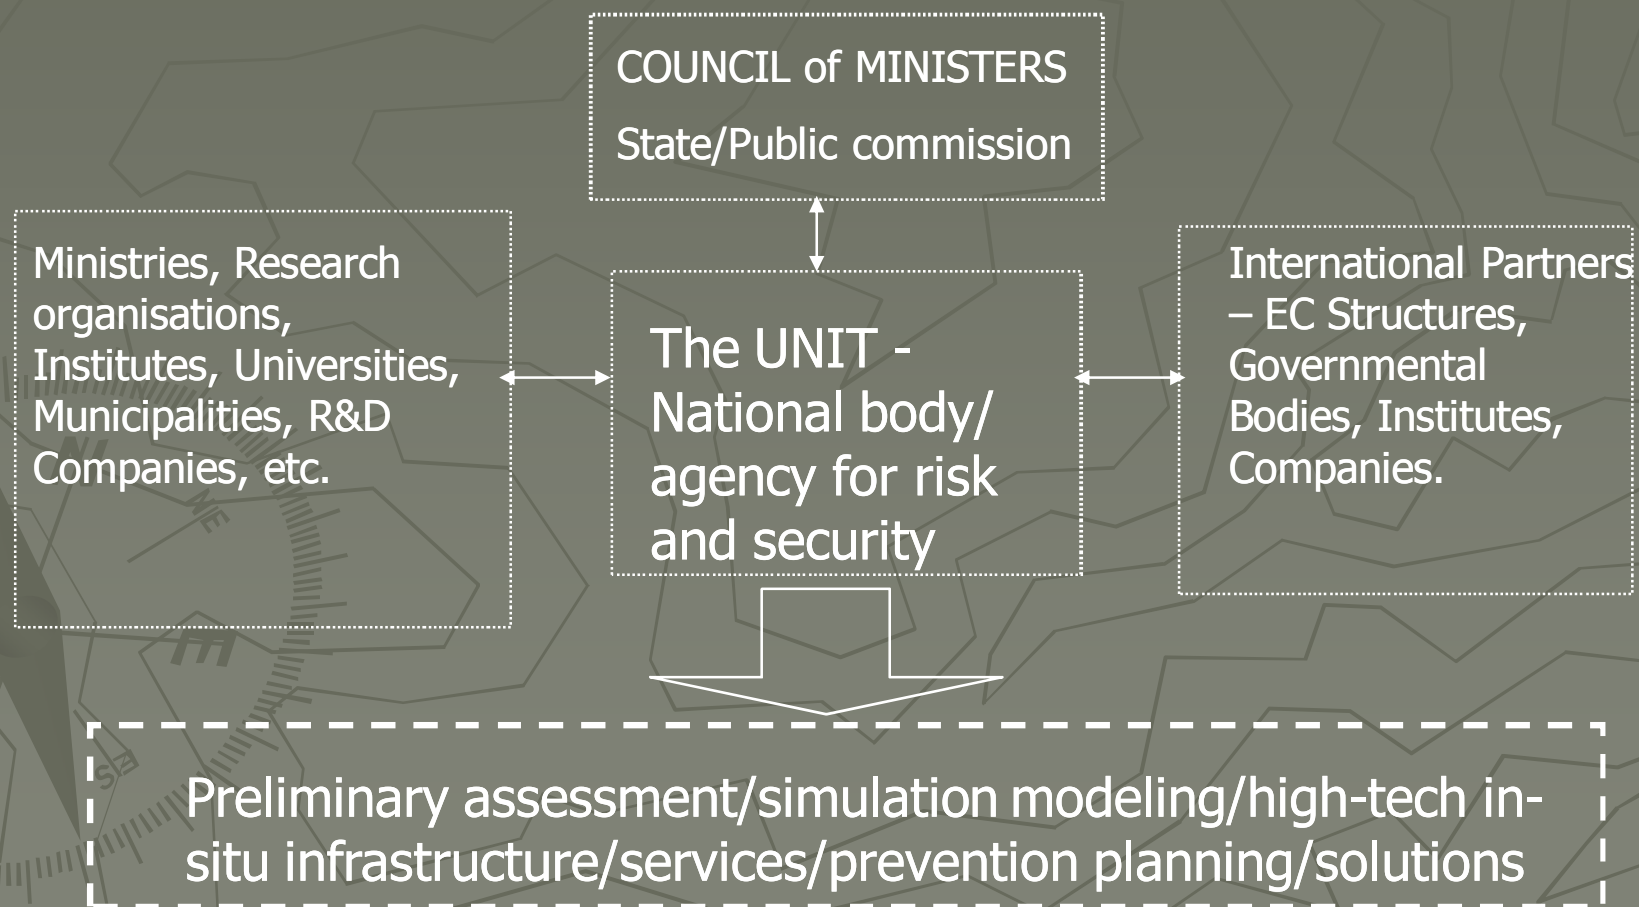 COUNCIL of MINISTERS
State/Public commission
Ministries, Research
organisations,
Institutes, Universities,
Municipalities, R&D
Companies, etc.
The UNIT -
National body/
agency for risk
and security
International Partners
– EC Structures,
Governmental
Bodies, Institutes,
Companies.
Preliminary assessment/simulation modeling/high-tech in-
situ infrastructure/services/prevention planning/solutions
N
NE
E
SE